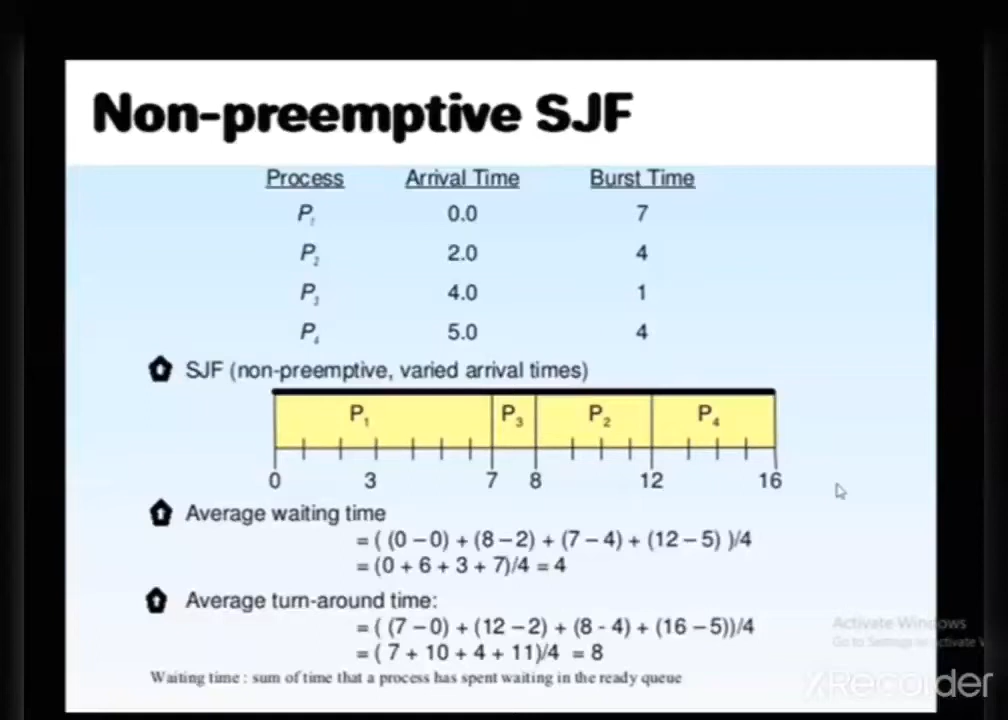 Non-preemptive SJF
Process Arrival Time Burst Time
P₁ 0.0 7
P₂ 2.0 4
P₃ 4.0 1
P₄ 5.0 4
SJF (non-preemptive, varied arrival times)
P₁ P₃ P₂ P₄
0 3 7 8 12 16
Average waiting time
= ( (0 – 0) + (8 – 2) + (7 – 4) + (12 – 5) )/4
= (0 + 6 + 3 + 7)/4 = 4
Average turn-around time:
= ( (7 – 0) + (12 – 2) + (8 - 4) + (16 – 5))/4
= ( 7 + 10 + 4 + 11)/4 = 8
Waiting time : sum of time that a process has spent waiting in the ready queue
Activate Windows
Go to Settings to activate
XRecorder